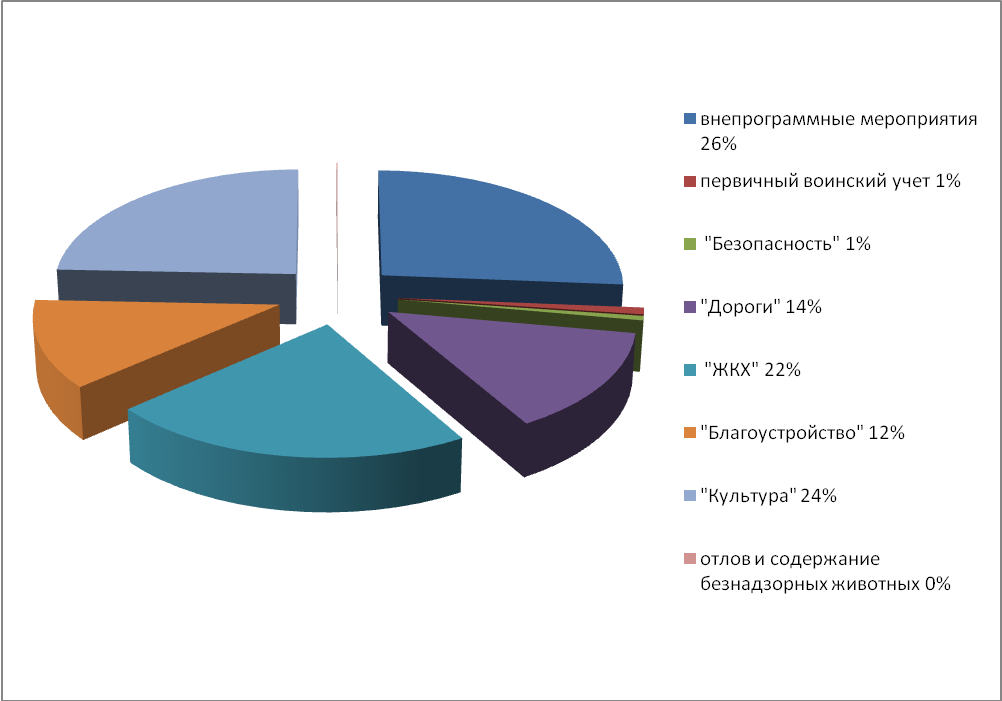 внепрограммные мероприятия
26%
первичный воинский учет 1%
"Безопасность" 1%
"Дороги" 14%
"ЖКХ" 22%
"Благоустройство" 12%
"Культура" 24%
отлов и содержание
безнадзорных животных 0%